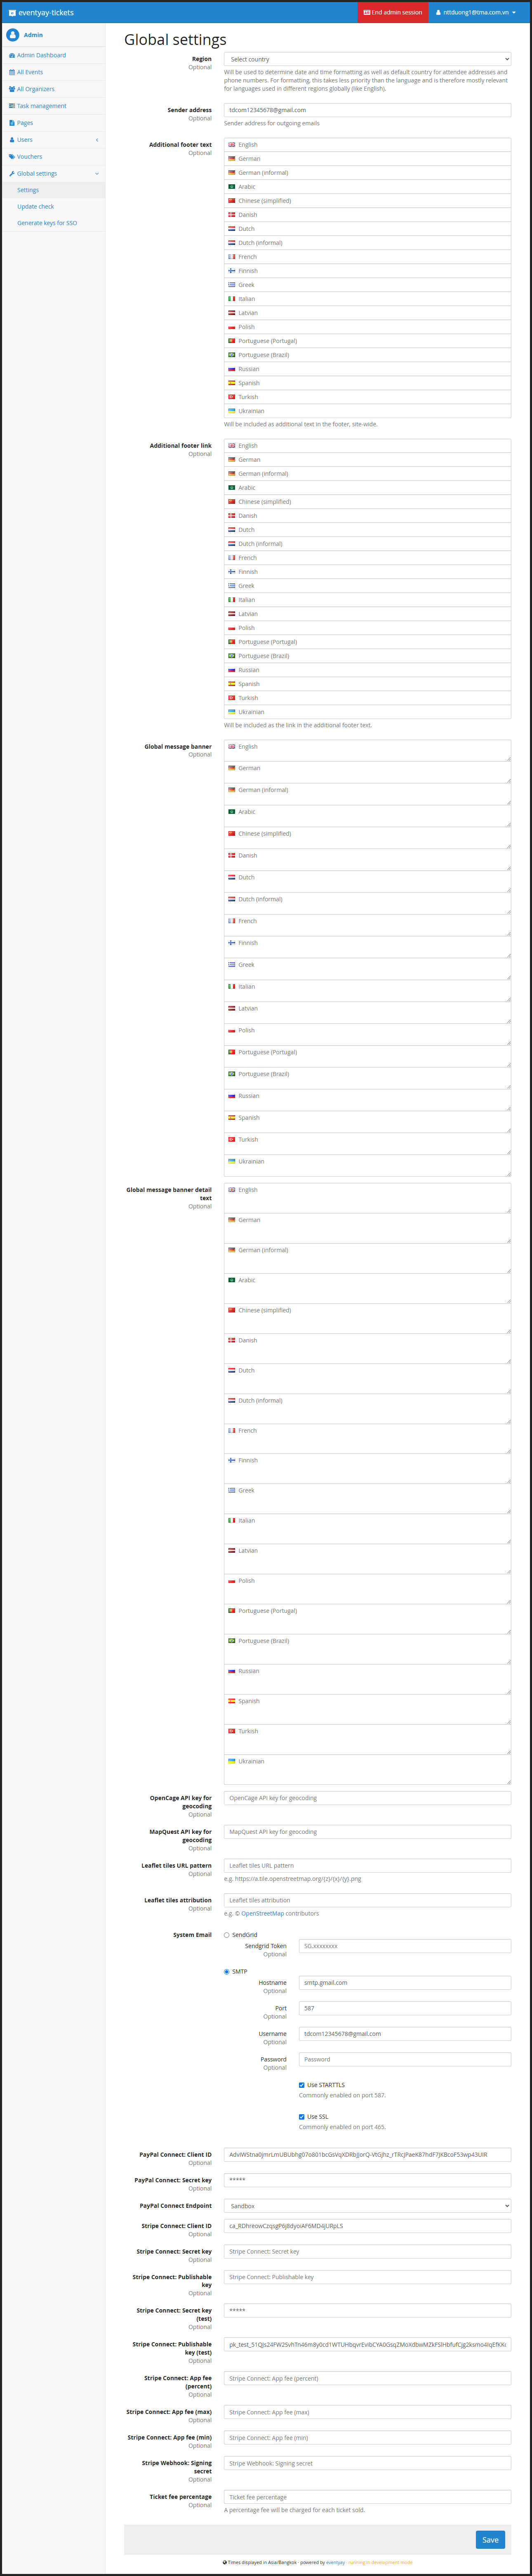 eventyay-tickets
End admin session
nttduong1@tma.com.vn
Admin
Admin Dashboard
All Events
All Organizers
Task management
Pages
Users
Vouchers
Global settings
Settings
Update check
Generate keys for SSO
Global settings
Region
Optional
Select country
Will be used to determine date and time formatting as well as default country for attendee addresses and
phone numbers. For formatting, this takes less priority than the language and is therefore mostly relevant
for languages used in different regions globally (like English).
Sender address
Optional
tdcom12345678@gmail.com
Sender address for outgoing emails
Additional footer text
Optional
English
German
German (informal)
Arabic
Chinese (simplified)
Danish
Dutch
Dutch (informal)
French
Finnish
Greek
Italian
Latvian
Polish
Portuguese (Portugal)
Portuguese (Brazil)
Russian
Spanish
Turkish
Ukrainian
Will be included as additional text in the footer, site-wide.
Additional footer link
Optional
English
German
German (informal)
Arabic
Chinese (simplified)
Danish
Dutch
Dutch (informal)
French
Finnish
Greek
Italian
Latvian
Polish
Portuguese (Portugal)
Portuguese (Brazil)
Russian
Spanish
Turkish
Ukrainian
Will be included as the link in the additional footer text.
Global message banner
Optional
English
German
German (informal)
Arabic
Chinese (simplified)
Danish
Dutch
Dutch (informal)
French
Finnish
Greek
Italian
Latvian
Polish
Portuguese (Portugal)
Portuguese (Brazil)
Russian
Spanish
Turkish
Ukrainian
Global message banner detail
text
Optional
English
German
German (informal)
Arabic
Chinese (simplified)
Danish
Dutch
Dutch (informal)
French
Finnish
Greek
Italian
Latvian
Polish
Portuguese (Portugal)
Portuguese (Brazil)
Russian
Spanish
Turkish
Ukrainian
OpenCage API key for
geocoding
Optional
OpenCage API key for geocoding
MapQuest API key for
geocoding
Optional
MapQuest API key for geocoding
Leaflet tiles URL pattern
Optional
Leaflet tiles URL pattern
e.g. https://a.tile.openstreetmap.org/{z}/{x}/{y}.png
Leaflet tiles attribution
Optional
Leaflet tiles attribution
e.g. © OpenStreetMap contributors
System Email
SendGrid
Sendgrid Token
Optional
SG.xxxxxxxx
SMTP
Hostname
Optional
smtp.gmail.com
Port
Optional
587
Username
Optional
tdcom12345678@gmail.com
Password
Optional
Password
Use STARTTLS
Commonly enabled on port 587.
Use SSL
Commonly enabled on port 465.
PayPal Connect: Client ID
Optional
PayPal Connect: Secret key
Optional
*****
PayPal Connect Endpoint
Sandbox
Stripe Connect: Client ID
Optional
Stripe Connect: Secret key
Optional
Stripe Connect: Secret key
Stripe Connect: Publishable
key
Optional
Stripe Connect: Publishable key
Stripe Connect: Secret key
(test)
Optional
*****
Stripe Connect: Publishable
key (test)
Optional
Stripe Connect: App fee
(percent)
Optional
Stripe Connect: App fee (percent)
Stripe Connect: App fee (max)
Optional
Stripe Connect: App fee (max)
Stripe Connect: App fee (min)
Optional
Stripe Connect: App fee (min)
Stripe Webhook: Signing
secret
Optional
Stripe Webhook: Signing secret
Ticket fee percentage
Optional
Ticket fee percentage
A percentage fee will be charged for each ticket sold.
Save
Times displayed in Asia/Bangkok · powered by eventyay · running in development mode